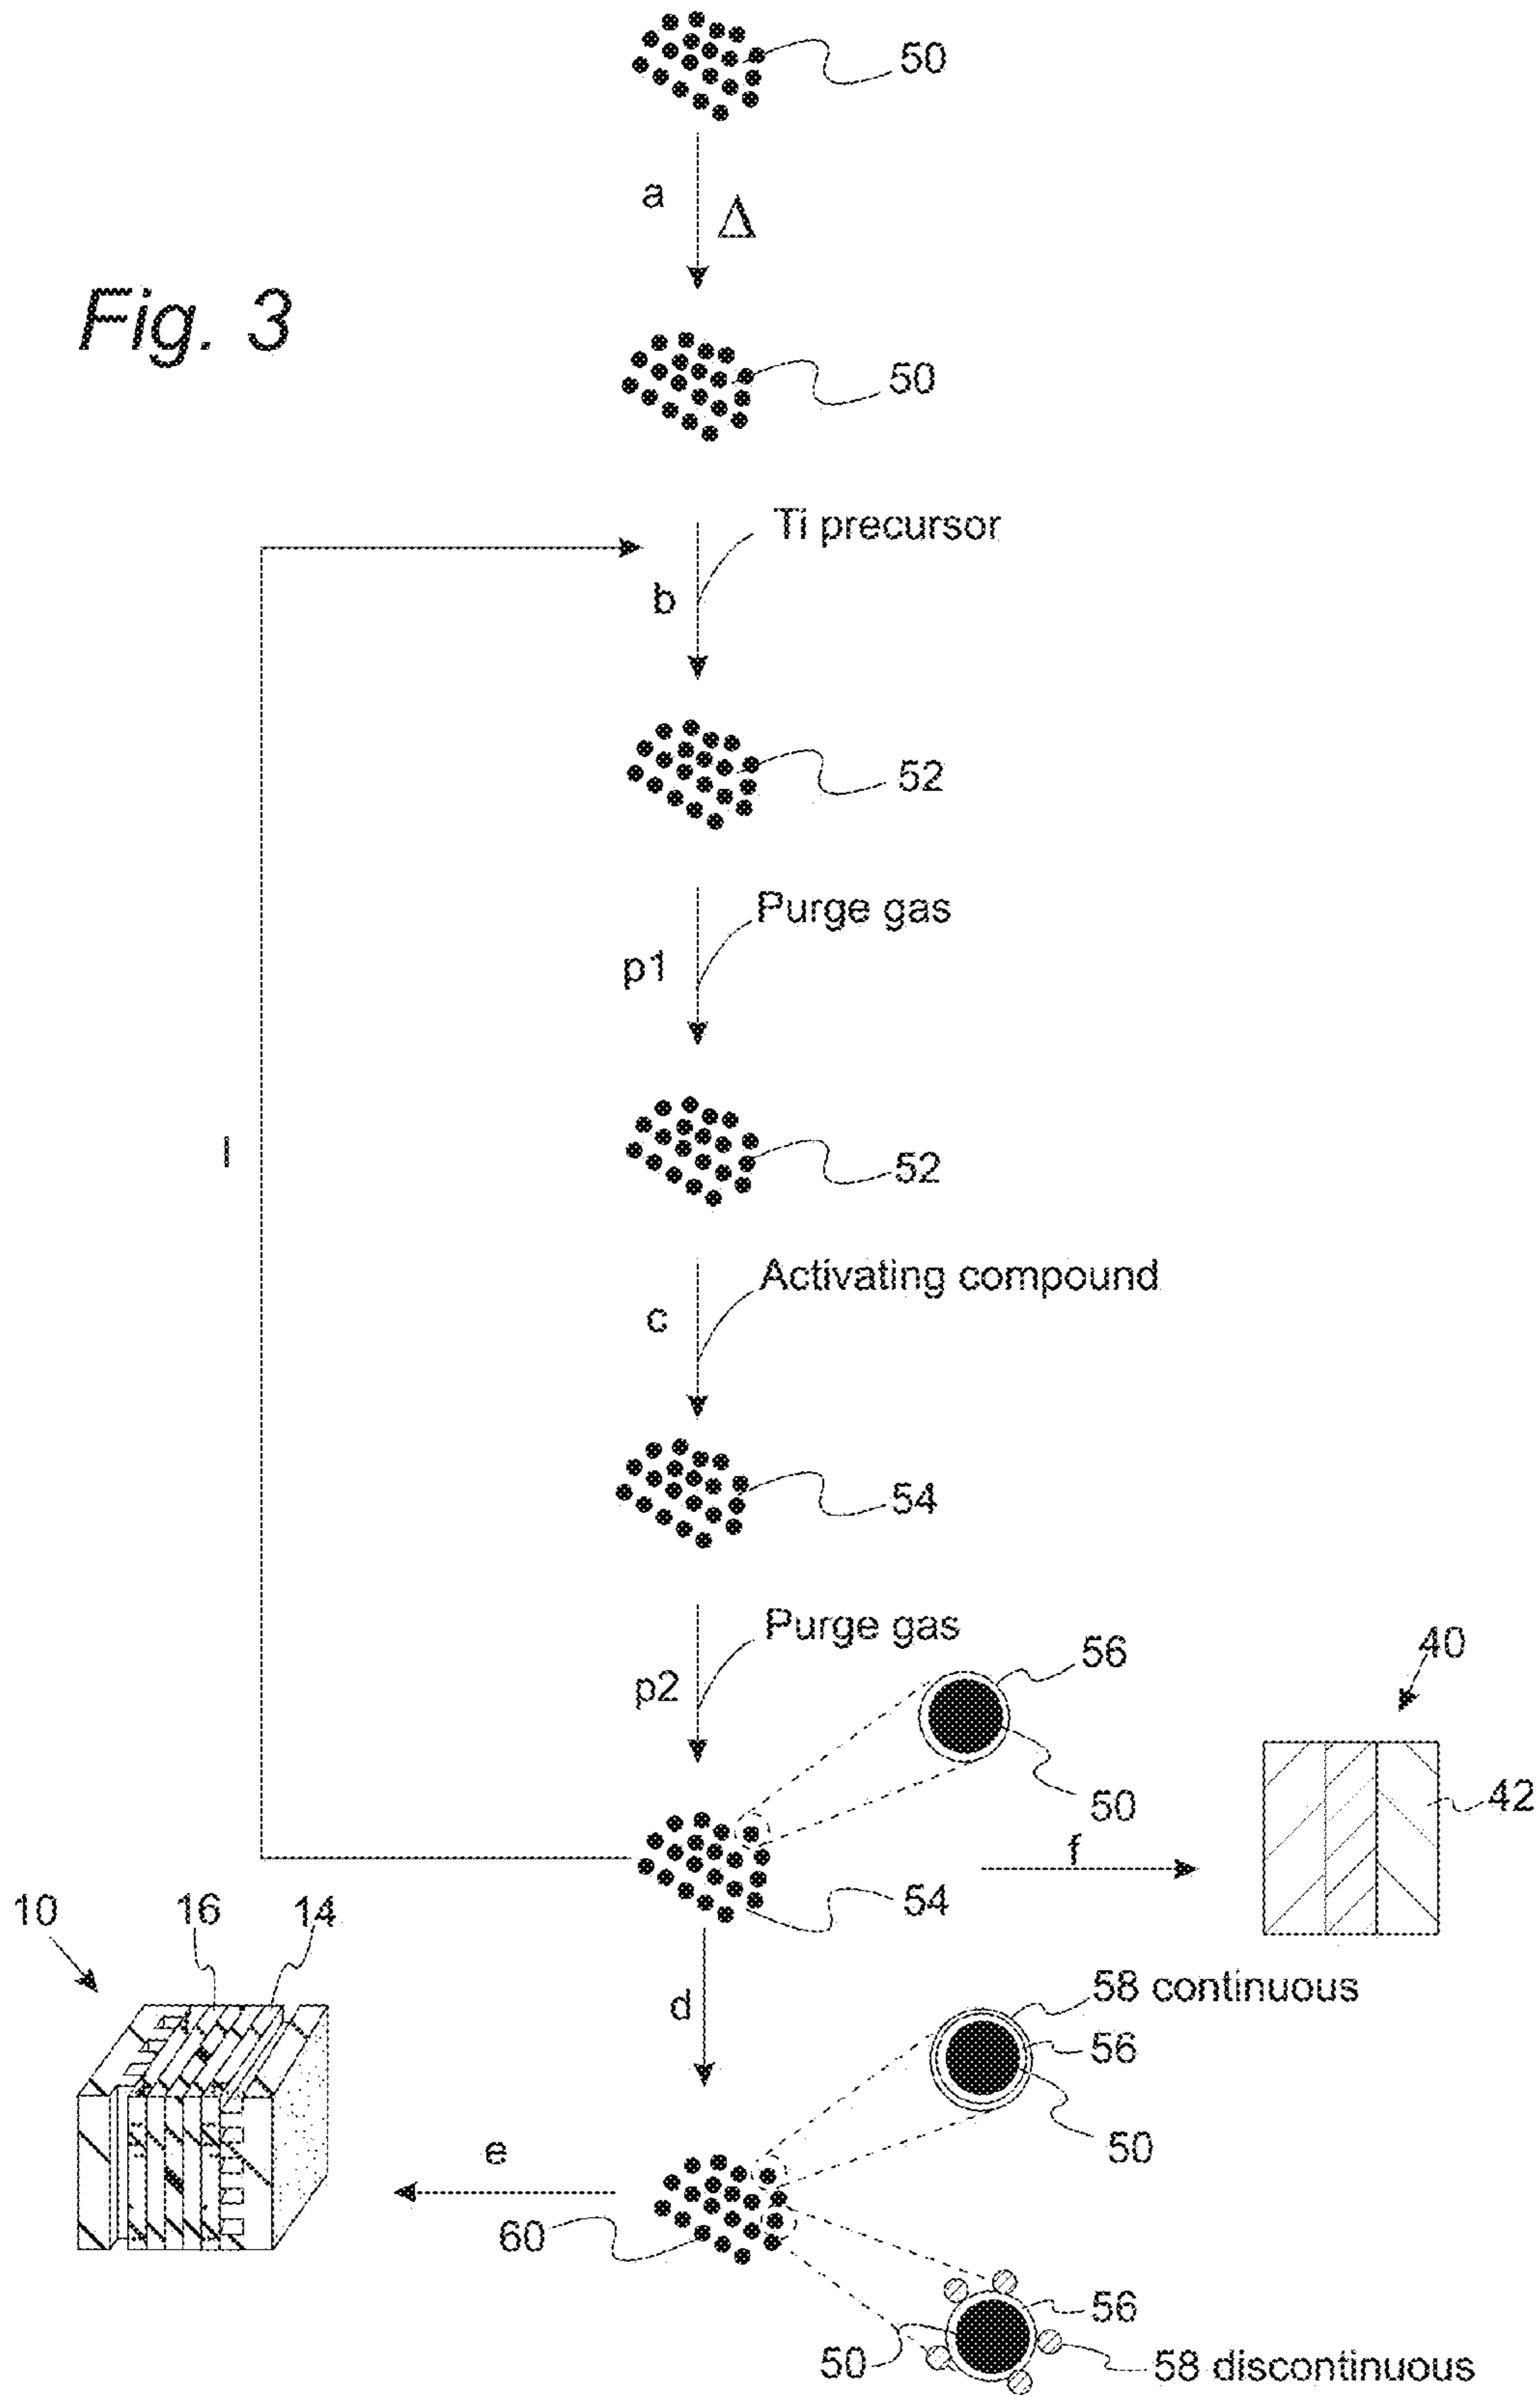 50
a
Δ
Fig. 3
50
Ti precursor
b
52
Purge gas
p1
l
52
Activating compound
c
54
Purge gas
p2
56
40
50
42
f
54
10
16
14
d
58 continuous
56
50
e
60
56
50
58 discontinuous